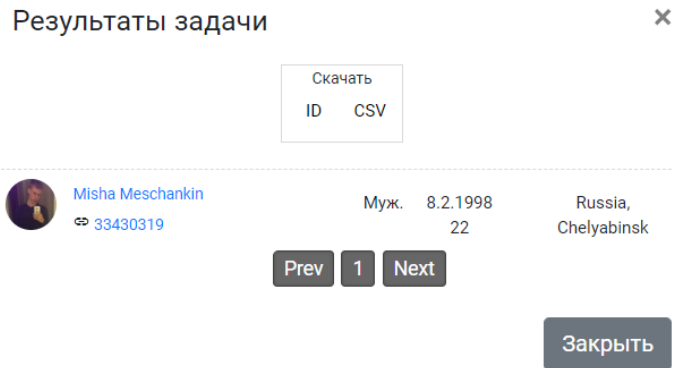 Результаты задачи
×
Скачать
ID CSV
Misha Meschankin
33430319
Муж.
8.2.1998
22
Russia,
Chelyabinsk
Prev 1 Next
Закрыть